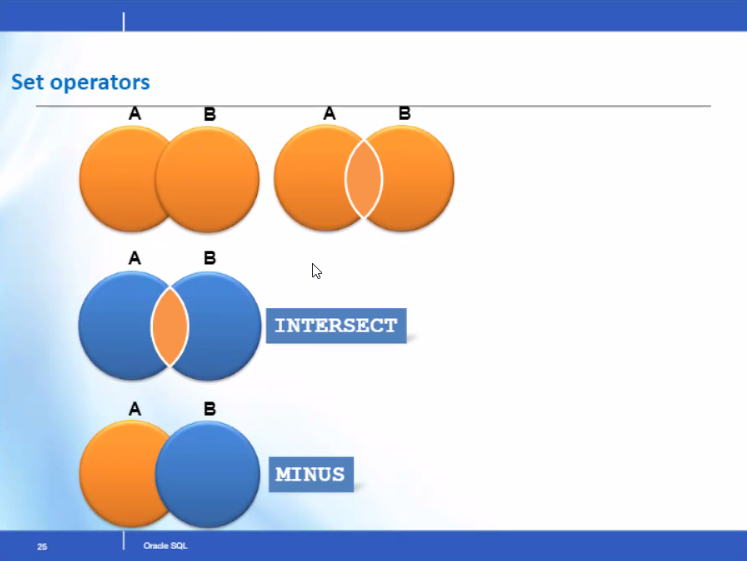 Set operators
A B A B
A B
INTERSECT
A B
MINUS
25 Oracle SQL